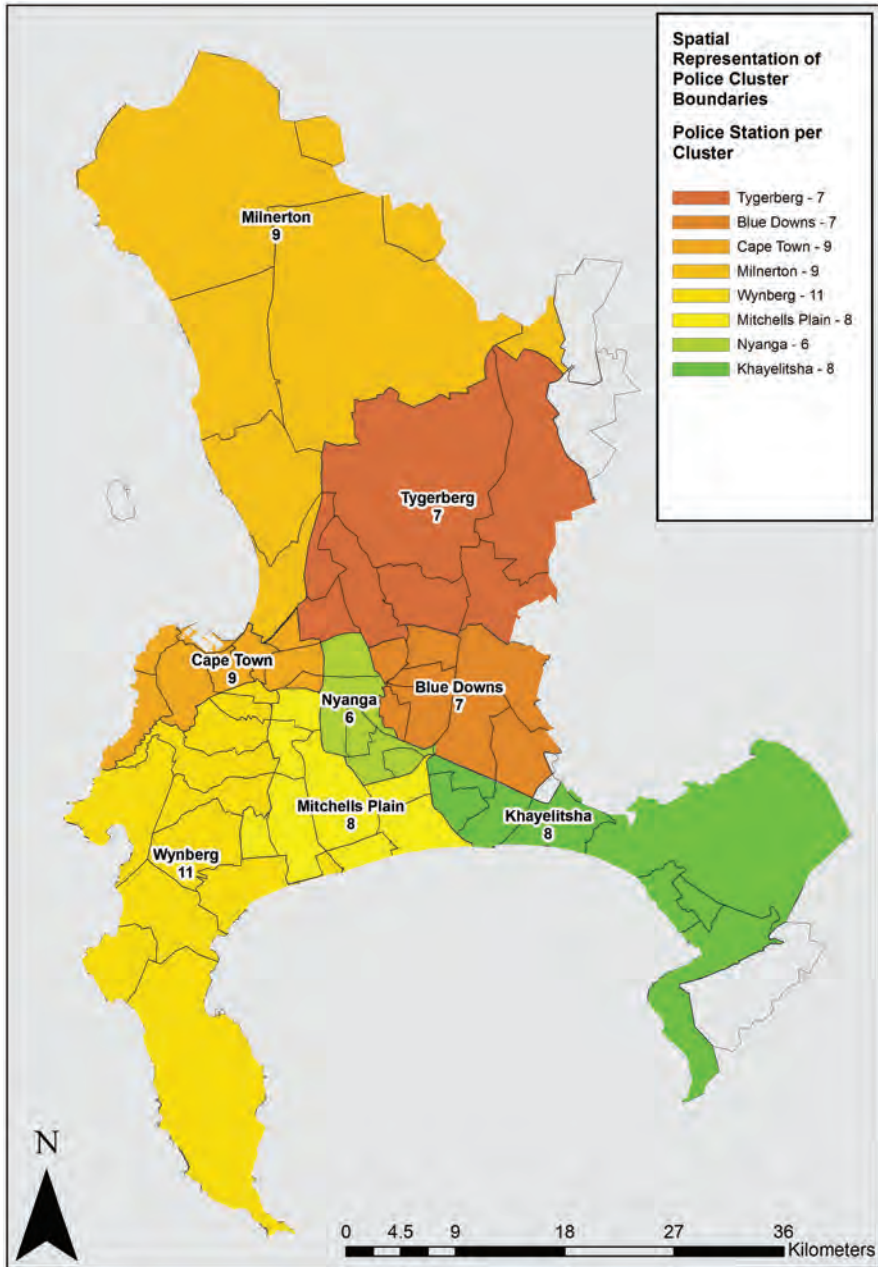 Spatial
Representation of
Police Cluster
Boundaries
Police Station per
Cluster
Tygerberg - 7
Blue Downs - 7
Cape Town - 9
Milnerton - 9
Wynberg - 11
Mitchells Plain - 8
Nyanga - 6
Khayelitsha - 8
Milnerton
9
Tygerberg
7
Cape Town
9
Blue Downs
7
Nyanga
6
Mitchells Plain
8
Khayelitsha
8
Wynberg
11
N
0 4.5 9 18 27 36
Kilometers